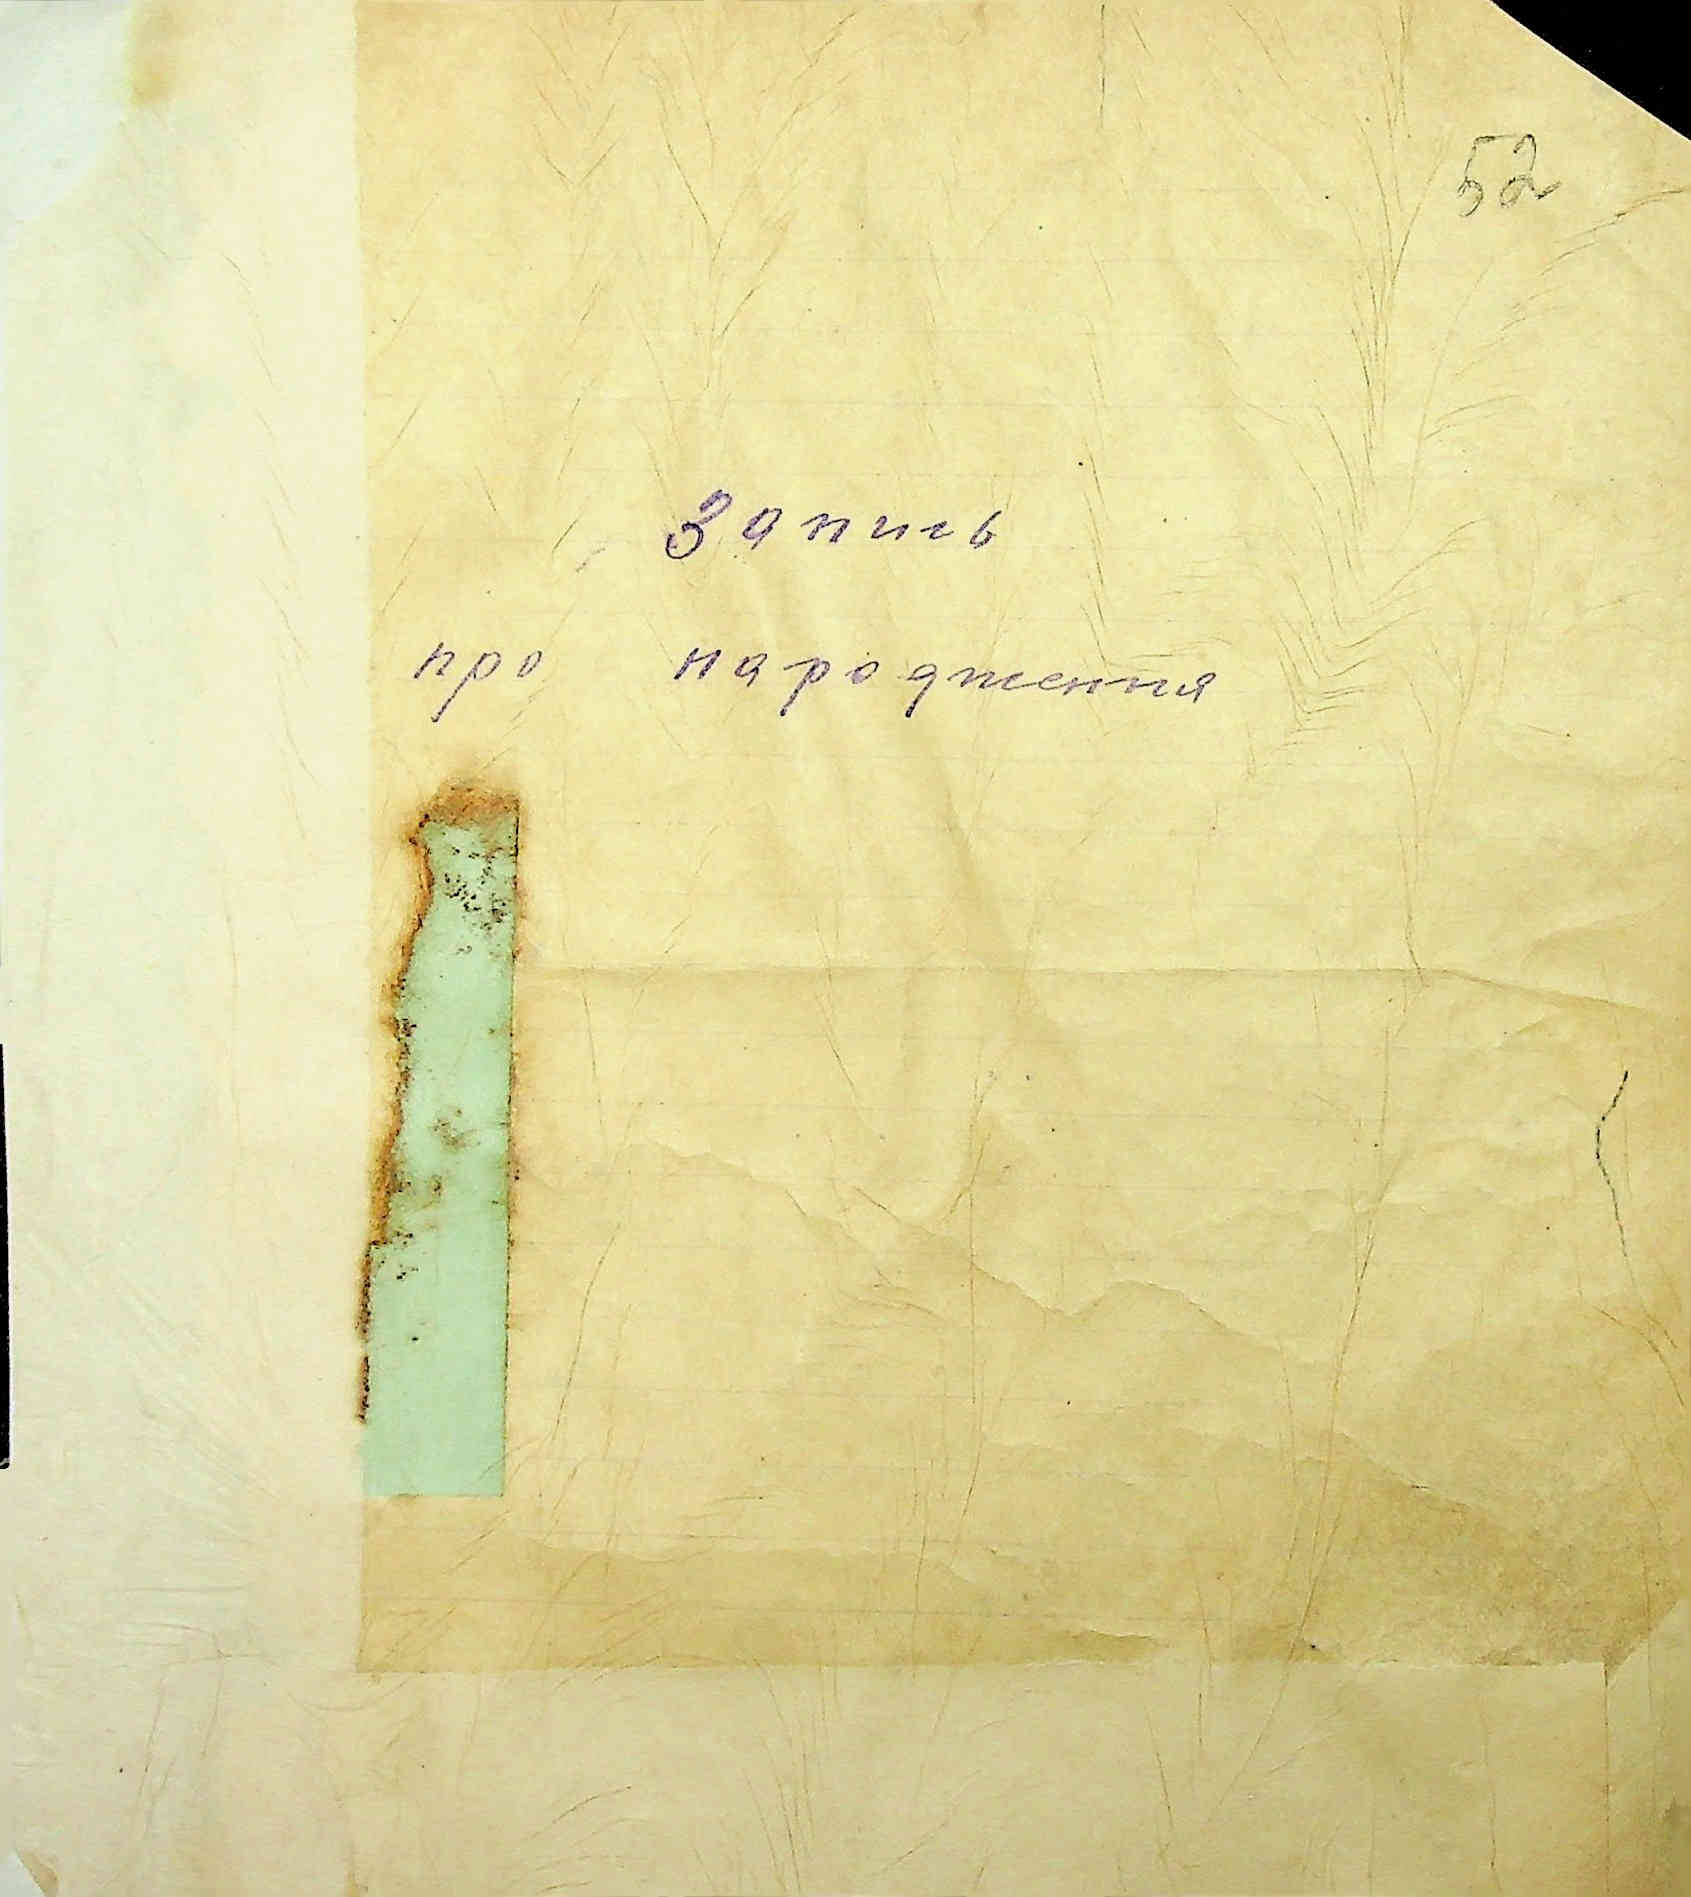 52
Запись
про народження